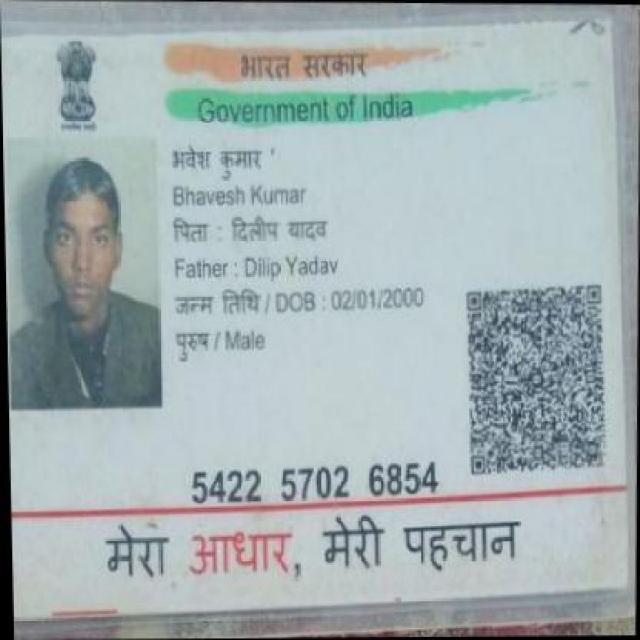 भारत सरकार
Government of India
भवेश कुमार
Bhavesh Kumar
पिता : दिलीप यादव
Father : Dilip Yadav
जन्म तिथि / DOB : 02/01/2000
पुरुष / Male
5422 5702 6854
मेरा आधार, मेरी पहचान